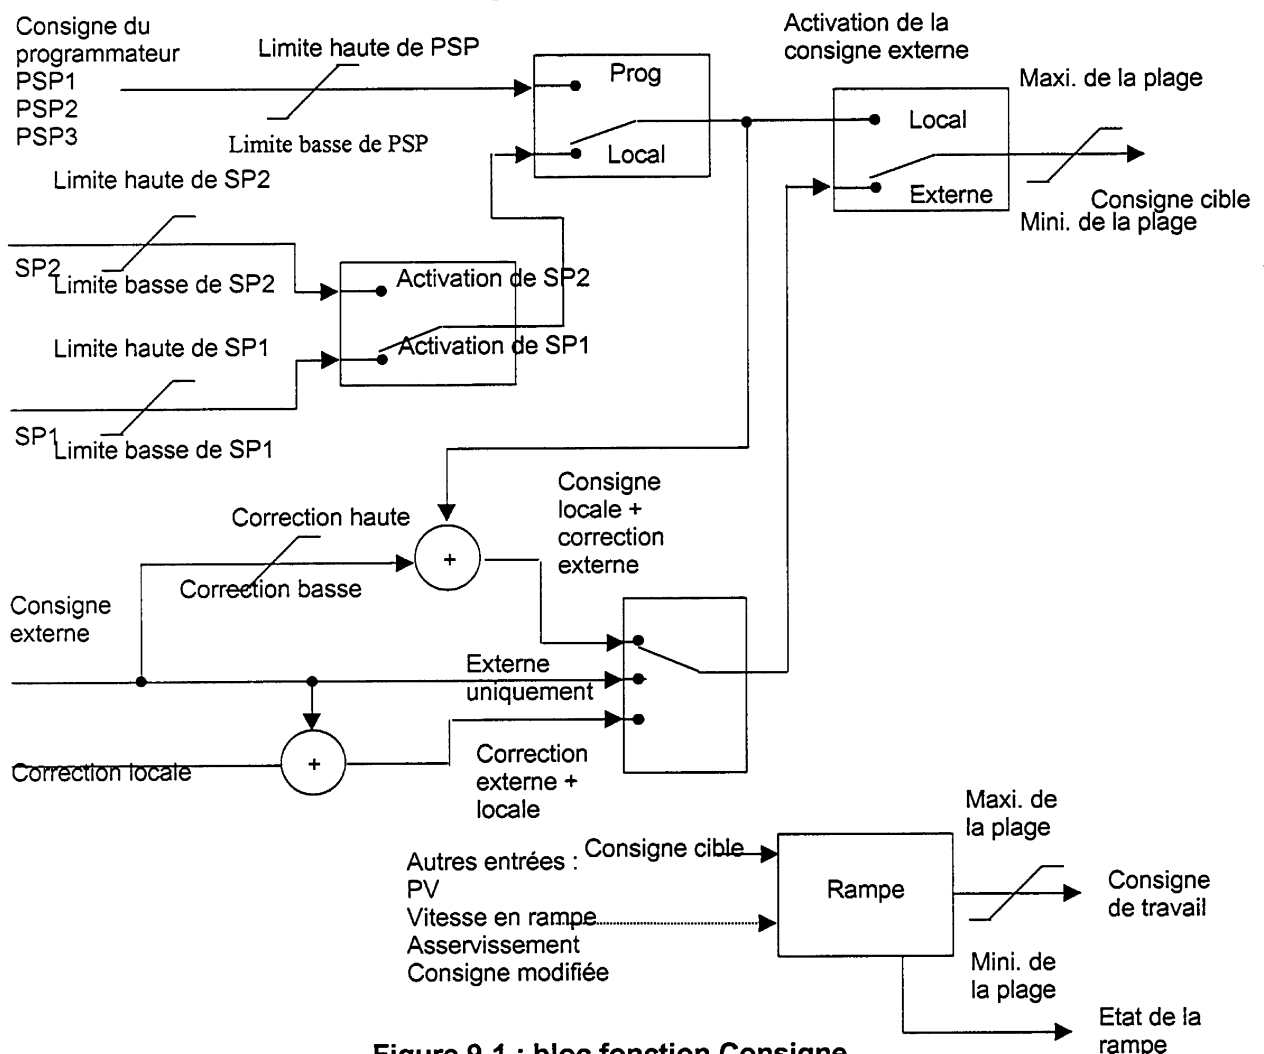 Consigne du
programmateur
PSP1
PSP2
PSP3
Limite haute de PSP
Limite basse de PSP
Prog
Local
Activation de la
consigne externe
Maxi. de la plage
Local
Externe
Consigne cible
Mini. de la plage
Limite haute de SP2
SP2
Limite basse de SP2
Activation de SP2
Limite haute de SP1
Activation de SP1
SP1
Limite basse de SP1
Consigne
locale +
correction
externe
Correction haute
+
Correction basse
Consigne
externe
Externe
uniquement
Correction locale
+
Correction
externe +
locale
Maxi. de
la plage
Autres entrées :
Consigne cible
PV
Vitesse en rampe
Asservissement
Consigne modifiée
Rampe
Consigne
de travail
Mini. de
la plage
Etat de la
rampe
Figure 9-1 : bloc fonction Consigne